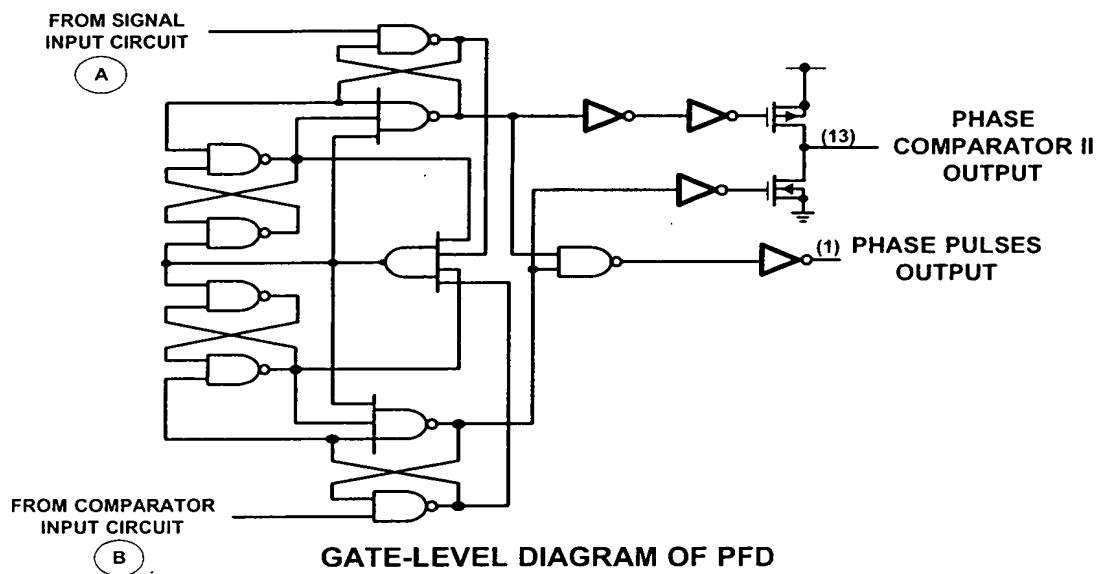 FROM SIGNAL
INPUT CIRCUIT
A
(13)
PHASE
COMPARATOR II
OUTPUT
(1)
PHASE PULSES
OUTPUT
FROM COMPARATOR
INPUT CIRCUIT
B
GATE-LEVEL DIAGRAM OF PFD